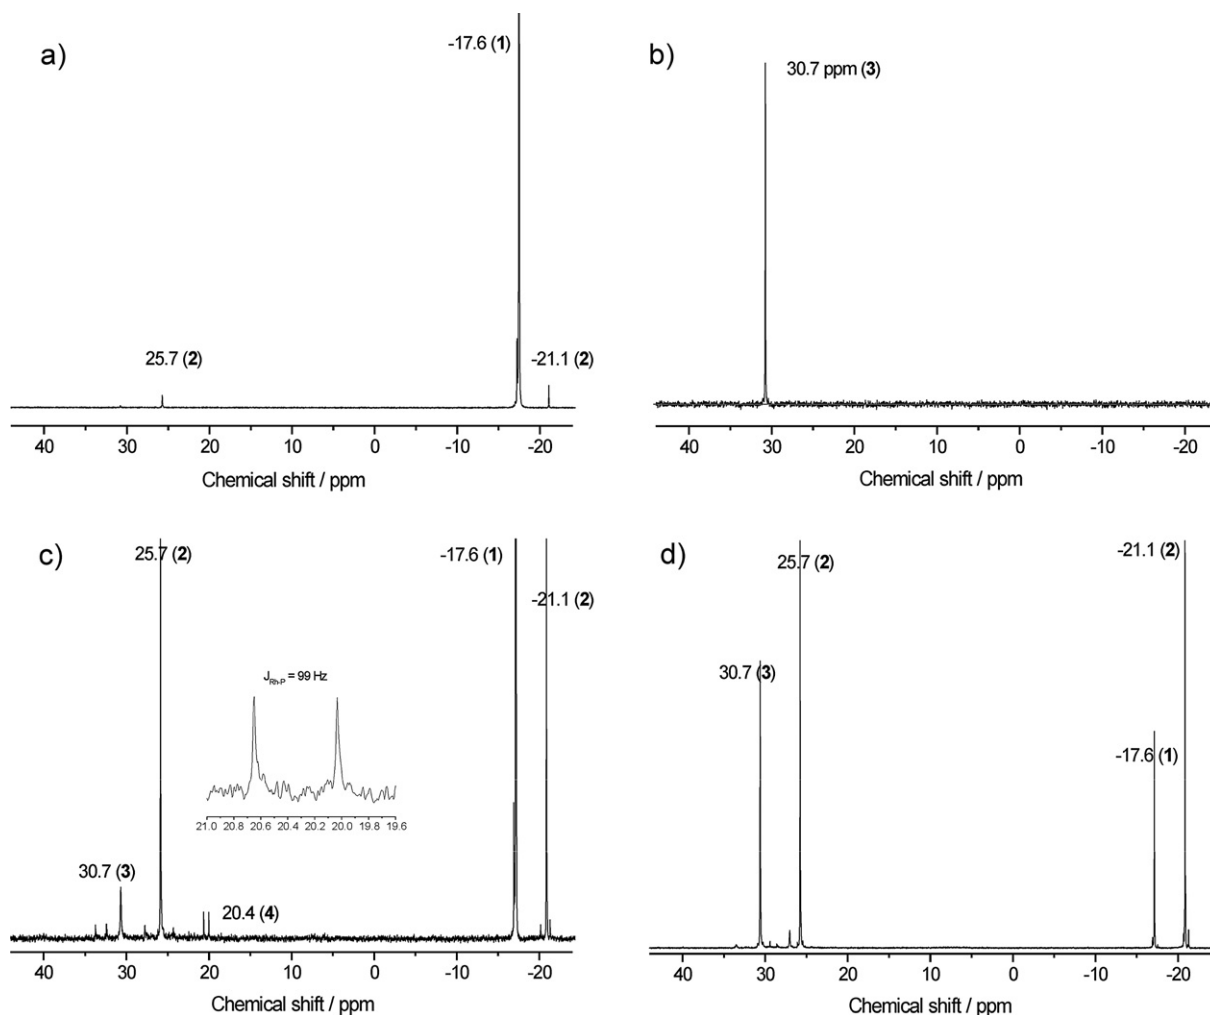 a)
-17.6 (1)
25.7 (2)
-21.1 (2)
40 30 20 10 0 -10 -20
Chemical shift / ppm
b)
30.7 ppm (3)
40 30 20 10 0 -10 -20
Chemical shift / ppm
c)
25.7 (2)
-17.6 (1)
-21.1 (2)
J Rh-P = 99 Hz
21.0 20.8 20.6 20.4 20.2 20.0 19.8 19.6
30.7 (3)
20.4 (4)
40 30 20 10 0 -10 -20
Chemical shift / ppm
d)
-21.1 (2)
25.7 (2)
30.7 (3)
-17.6 (1)
40 30 20 10 0 -10 -20
Chemical shift / ppm